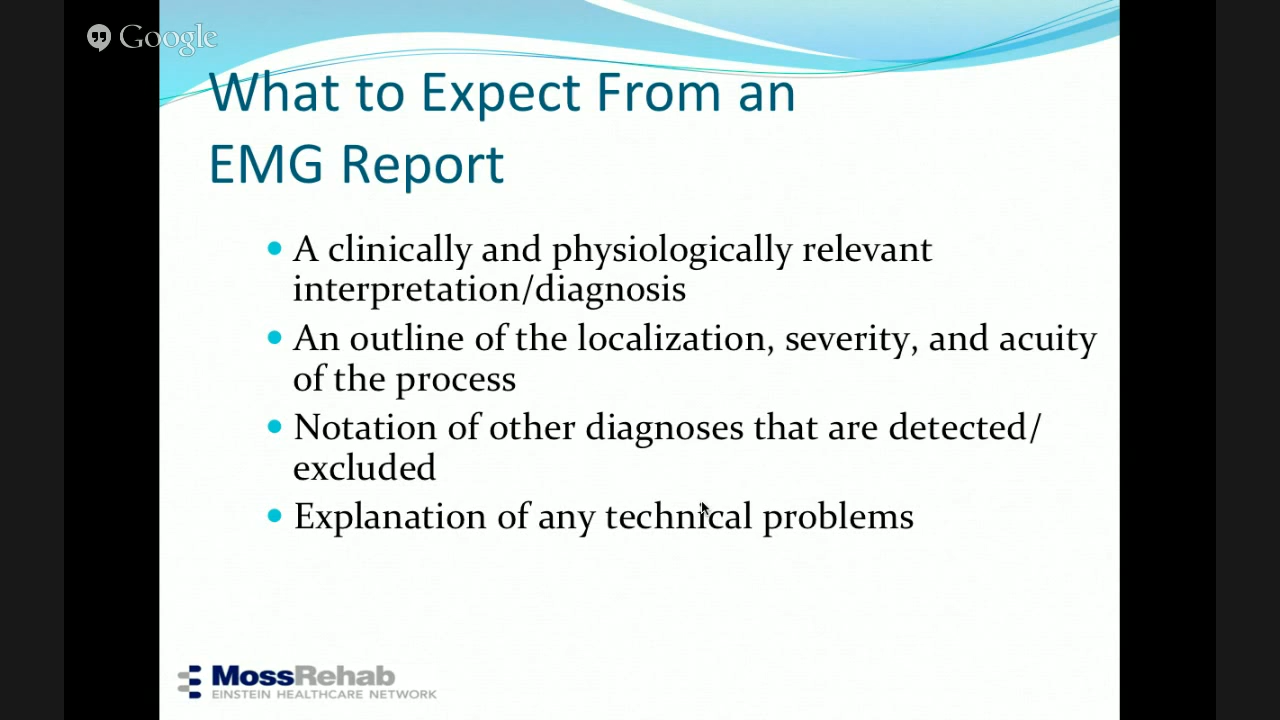 Google
What to Expect From an
EMG Report
• A clinically and physiologically relevant
interpretation/diagnosis
• An outline of the localization, severity, and acuity
of the process
• Notation of other diagnoses that are detected/
excluded
• Explanation of any technical problems
MossRehab
EINSTEIN HEALTHCARE NETWORK